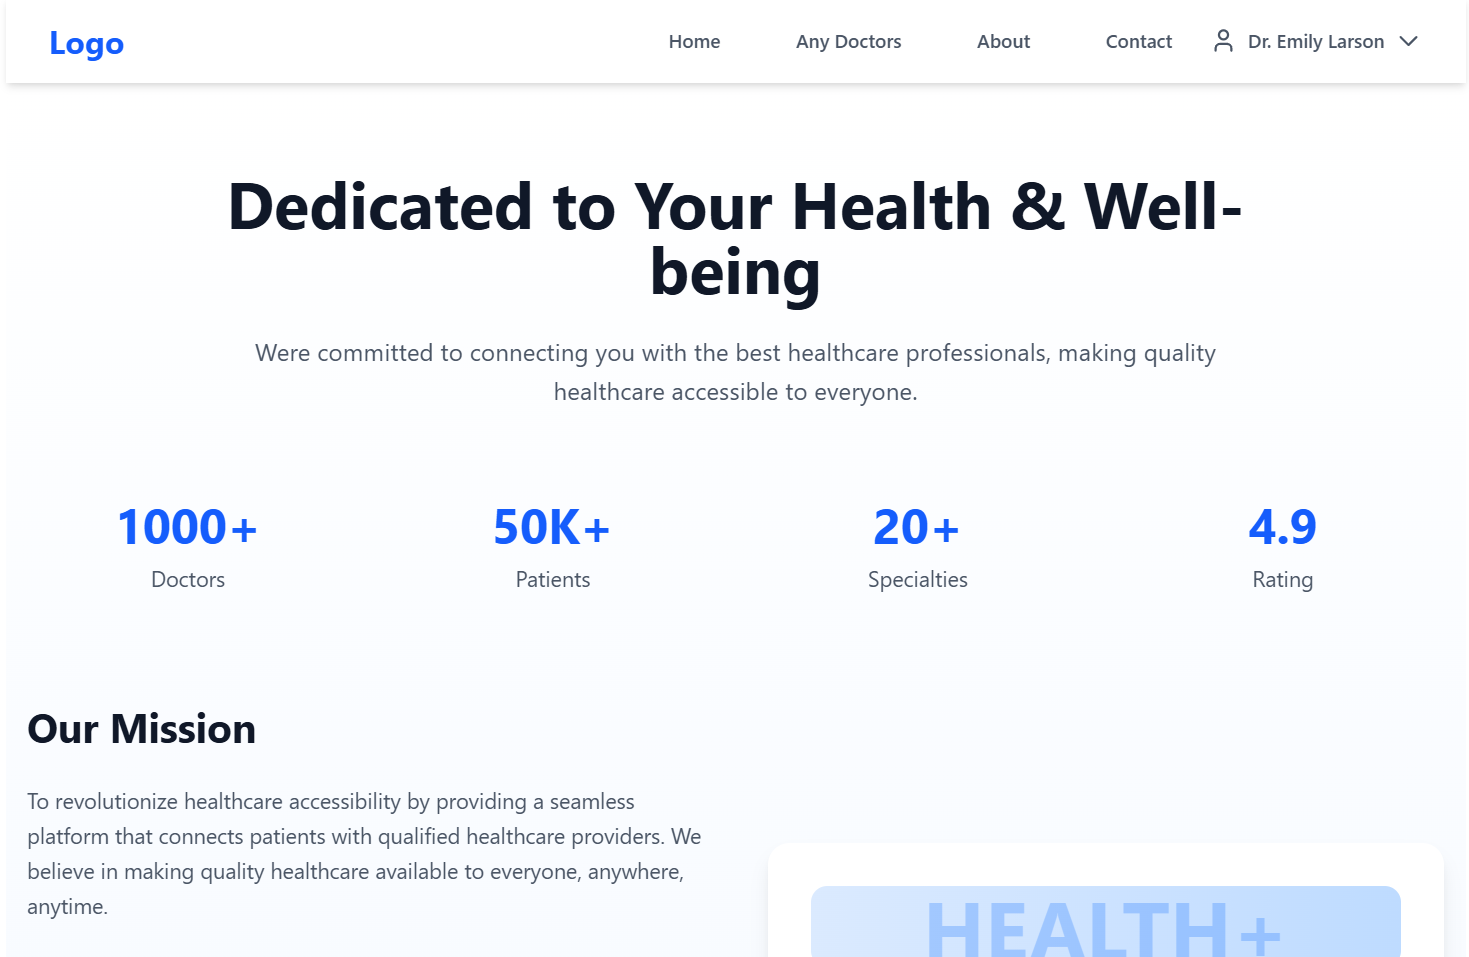 Logo
Home
Any Doctors
About
Contact
Dr. Emily Larson
Dedicated to Your Health & Well-
being
Were committed to connecting you with the best healthcare professionals, making quality
healthcare accessible to everyone.
1000+
Doctors
50K+
Patients
20+
Specialties
4.9
Rating
Our Mission
To revolutionize healthcare accessibility by providing a seamless
platform that connects patients with qualified healthcare providers. We
believe in making quality healthcare available to everyone, anywhere,
anytime.
HEALTH+